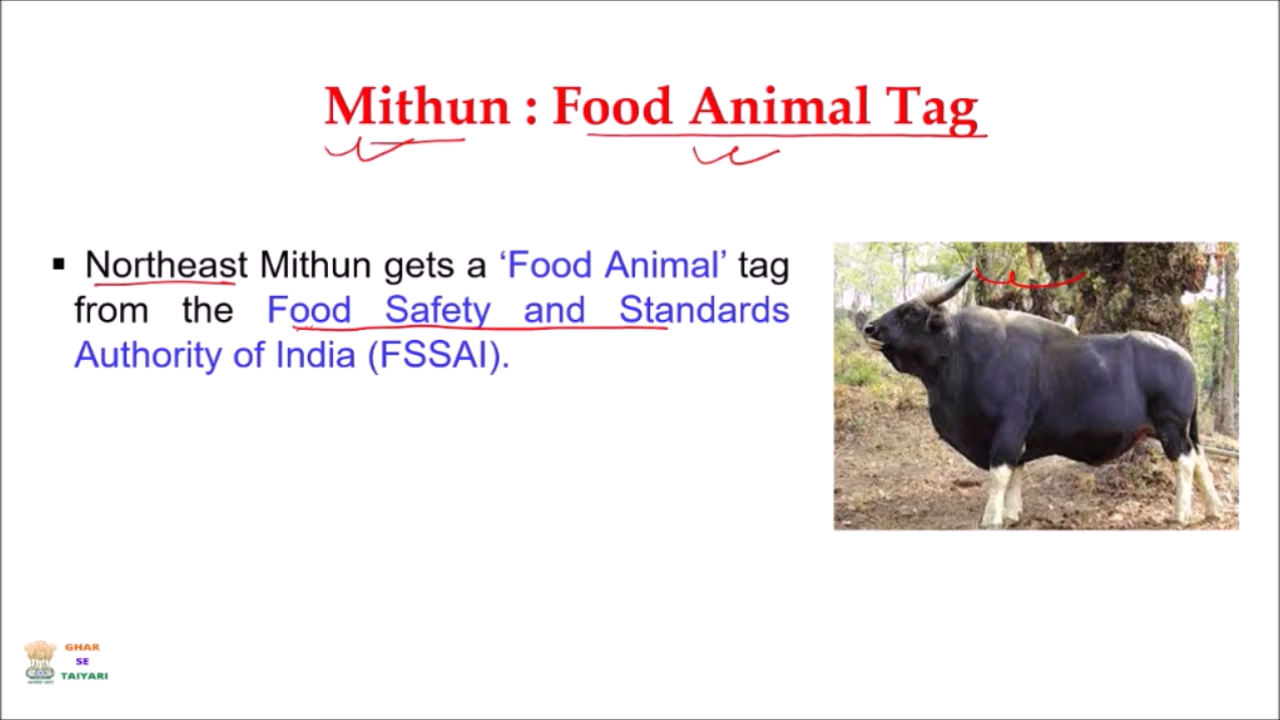 Mithun : Food Animal Tag
▪ Northeast Mithun gets a ‘Food Animal’ tag
from the Food Safety and Standards
Authority of India (FSSAI).
GHAR
SE
TAIYARI